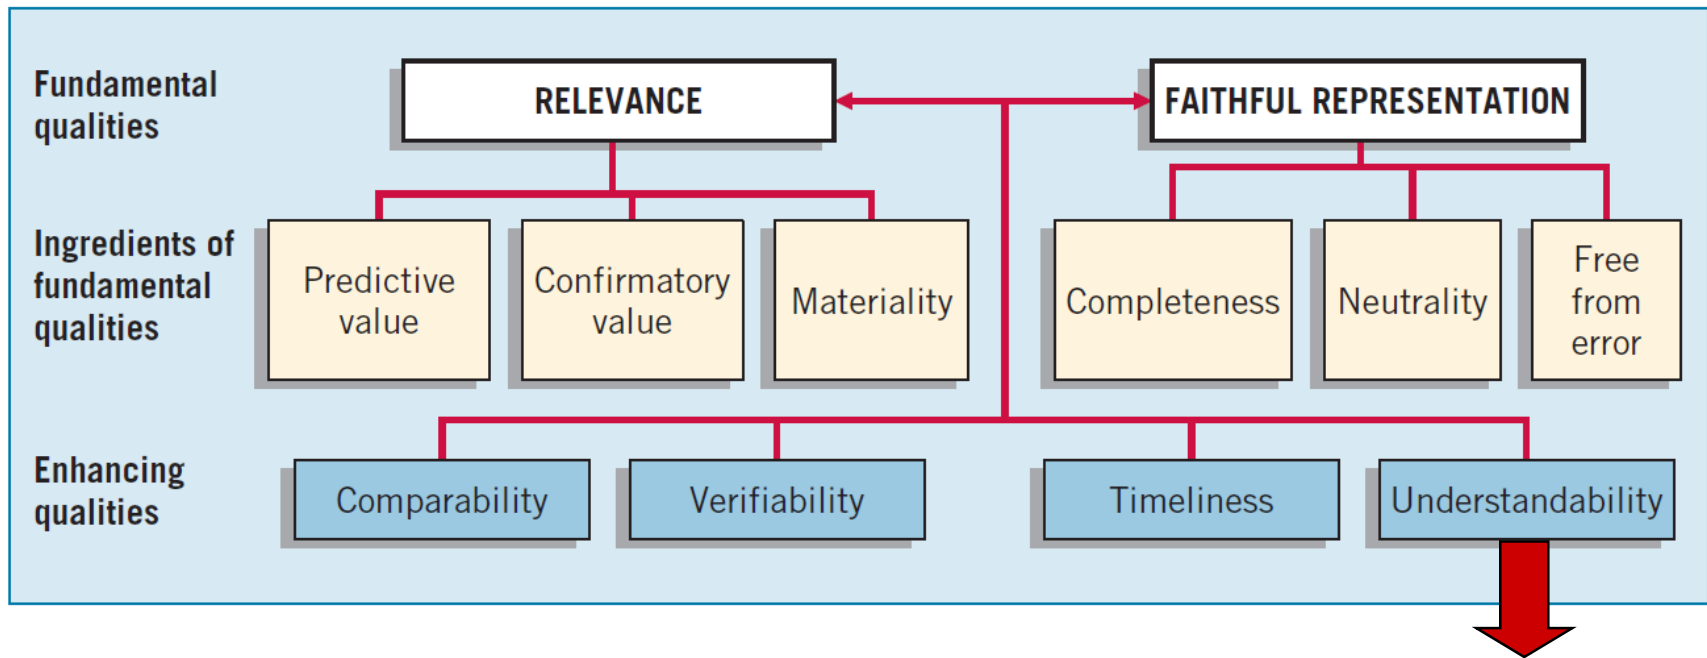 Fundamental
qualities
RELEVANCE
FAITHFUL REPRESENTATION
Ingredients of
fundamental
qualities
Predictive
value
Confirmatory
value
Materiality
Completeness
Neutrality
Free
from
error
Enhancing
qualities
Comparability
Verifiability
Timeliness
Understandability